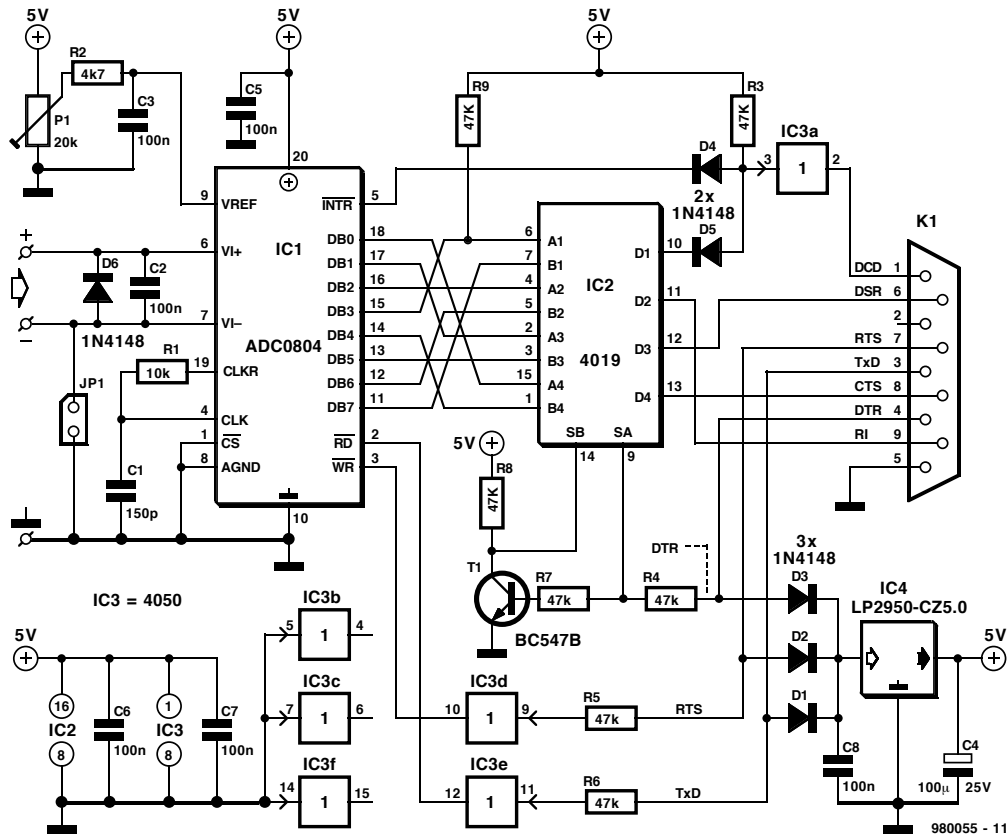 5V
R2
4k7
P1
20k
C3
100n
5V
C5
100n
20
9
VREF
6
VI+
7
VI–
19
CLKR
4
CLK
1
CS
8
AGND
10
IC1
ADC0804
5
INTR
18
DB0
17
DB1
16
DB2
15
DB3
14
DB4
13
DB5
12
DB6
11
DB7
2
RD
3
WR
+
–
D6
1N4148
C2
100n
R1
10k
JP1
C1
150p
5V
R9
47K
R3
47K
D4
2x
1N4148
D5
IC3a
3
1
2
6
A1
7
B1
4
A2
5
B2
2
A3
3
B3
15
A4
1
B4
IC2
4019
D1
10
D2
11
D3
12
D4
13
SB
14
SA
9
K1
DCD
1
DSR
6
2
RTS
7
TxD
3
CTS
8
DTR
4
RI
9
5
5V
R8
47K
T1
BC547B
R7
47k
R4
47k
DTR
3x
1N4148
D3
D2
D1
IC4
LP2950-CZ5.0
5V
C8
100n
C4
100µ
25V
IC3 = 4050
5V
16
IC2
8
C6
100n
1
IC3
8
C7
100n
IC3b
5
1
4
IC3c
7
1
6
IC3f
14
1
15
IC3d
10
1
9
R5
47k
RTS
IC3e
12
1
11
R6
47k
TxD
980055 - 11